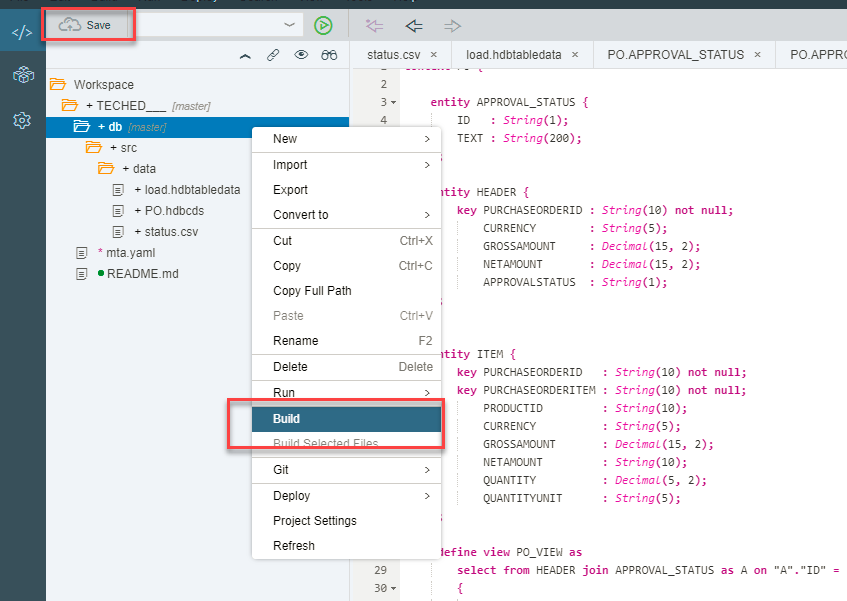 Save
status.csv ×
load.hdbtabledata ×
PO.APPROVAL_STATUS ×
PO.APPR
Workspace
+ TECHED___ [master]
+ db [master]
+ src
+ data
+ load.hdbtabledata
+ PO.hdbcds
+ status.csv
* mta.yaml
README.md
New
Import
Export
Convert to
Cut Ctrl+X
Copy Ctrl+C
Copy Full Path
Paste Ctrl+V
Rename F2
Delete Delete
Run
Build
Build Selected Files
Git
Deploy
Project Settings
Refresh
2
3 entity APPROVAL_STATUS {
4 ID : String(1);
TEXT : String(200);
;
ntity HEADER {
key PURCHASEORDERID : String(10) not null;
CURRENCY : String(5);
GROSSAMOUNT : Decimal(15, 2);
NETAMOUNT : Decimal(15, 2);
APPROVALSTATUS : String(1);
;
ntity ITEM {
key PURCHASEORDERID : String(10) not null;
key PURCHASEORDERITEM : String(10) not null;
PRODUCTID : String(10);
CURRENCY : String(5);
GROSSAMOUNT : Decimal(15, 2);
NETAMOUNT : String(10);
QUANTITY : Decimal(5, 2);
QUANTITYUNIT : String(5);
;
define view PO_VIEW as
29 select from HEADER join APPROVAL_STATUS as A on "A"."ID" =
30 {